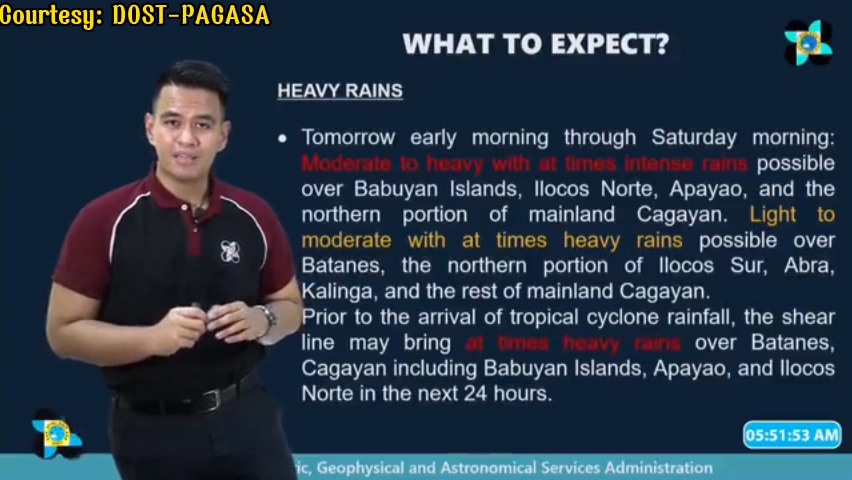 Courtesy: DOST-PAGASA
WHAT TO EXPECT?
HEAVY RAINS
• Tomorrow early morning through Saturday morning:
Moderate to heavy with at times intense rains possible
over Babuyan Islands, Ilocos Norte, Apayao, and the
northern portion of mainland Cagayan. Light to
moderate with at times heavy rains possible over
Batanes, the northern portion of Ilocos Sur, Abra,
Kalinga, and the rest of mainland Cagayan.
Prior to the arrival of tropical cyclone rainfall, the shear
line may bring at times heavy rains over Batanes,
Cagayan including Babuyan Islands, Apayao, and Ilocos
Norte in the next 24 hours.
05:51:53 AM
ic, Geophysical and Astronomical Services Administration